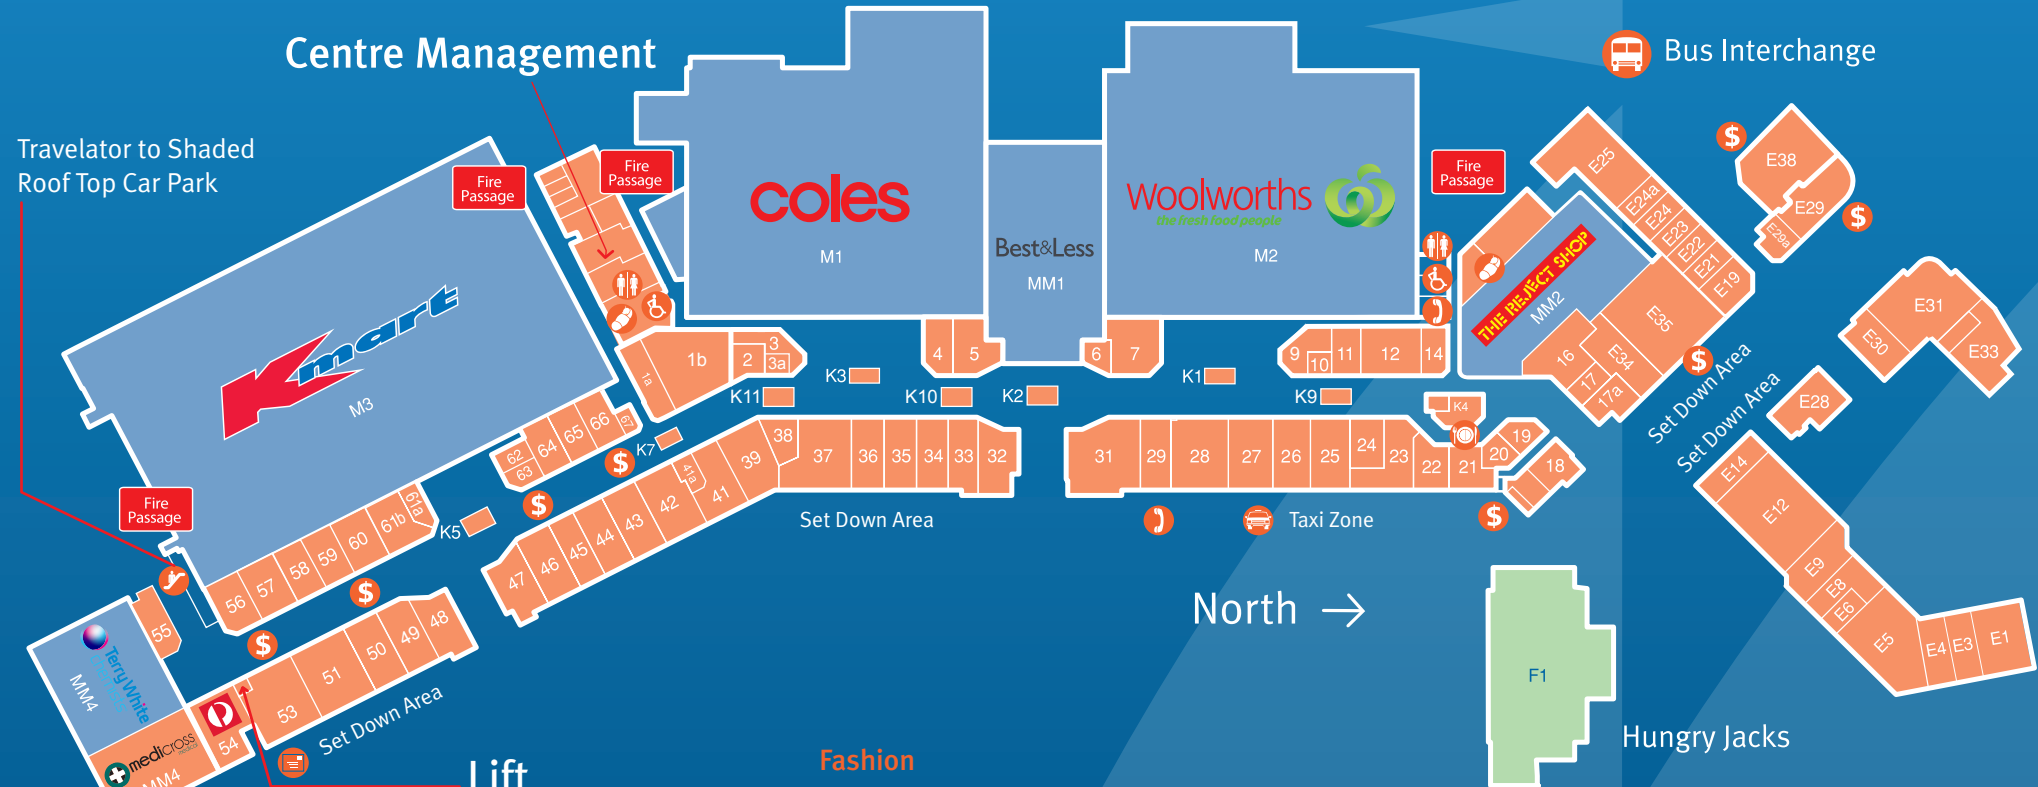 Centre Management
Bus Interchange
Travelator to Shaded
Roof Top Car Park
Fire
Passage
Fire
Passage
Fire
Passage
Fire
Passage
Kmart
M3
coles
M1
Best&Less
MM1
Woolworths
the fresh food people
M2
THE REJECT SHOP
MM2
E25
E24a
E24
E23
E22
E21
E19
E35
E34
16
17
17a
E38
E29
E29a
E31
E30
E33
E28
Set Down Area
Set Down Area
E14
E12
E9
E8
E6
E5
E4
E3
E1
1a
1b
2
3
3a
4
5
6
7
9
10
11
12
14
K11
K3
K10
K2
K1
K9
K4
K7
K5
62
63
64
65
66
67
56
57
58
59
60
61b
61a
55
47
46
45
44
43
42
41a
41
39
38
37
36
35
34
33
32
31
29
28
27
26
25
24
23
22
21
20
19
18
$
$
$
$
$
$
$
$
Set Down Area
Taxi Zone
North
F1
Hungry Jacks
TerryWhite
MM4
medicross
medical
MM4
54
53
51
50
49
48
Set Down Area
Lift
Fashion